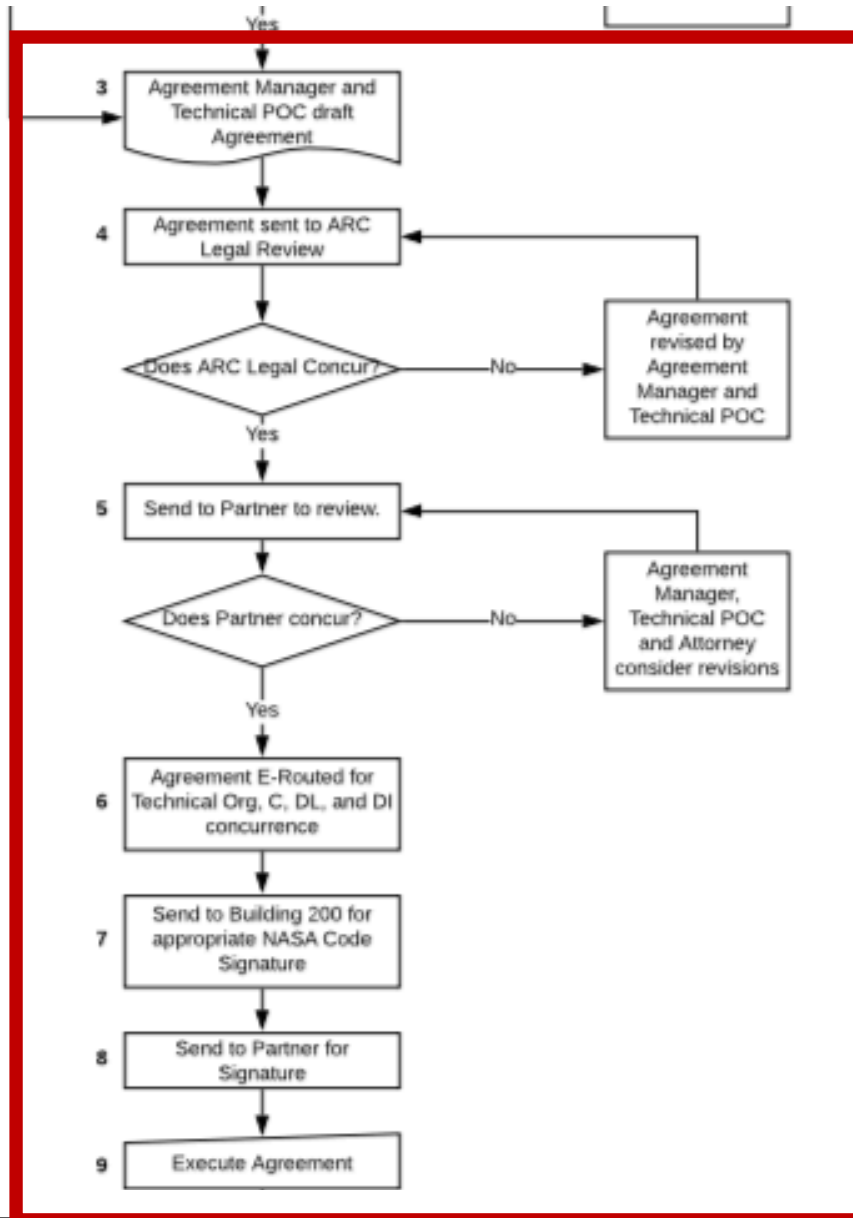 Yes
3
Agreement Manager and
Technical POC draft
Agreement
4
Agreement sent to ARC
Legal Review
Does ARC Legal Concur?
No
Agreement
revised by
Agreement
Manager and
Technical POC
Yes
5
Send to Partner to review.
Does Partner concur?
No
Agreement
Manager,
Technical POC
and Attorney
consider revisions
Yes
6
Agreement E-Routed for
Technical Org, C, DL, and DI
concurrence
7
Send to Building 200 for
appropriate NASA Code
Signature
8
Send to Partner for
Signature
9
Execute Agreement